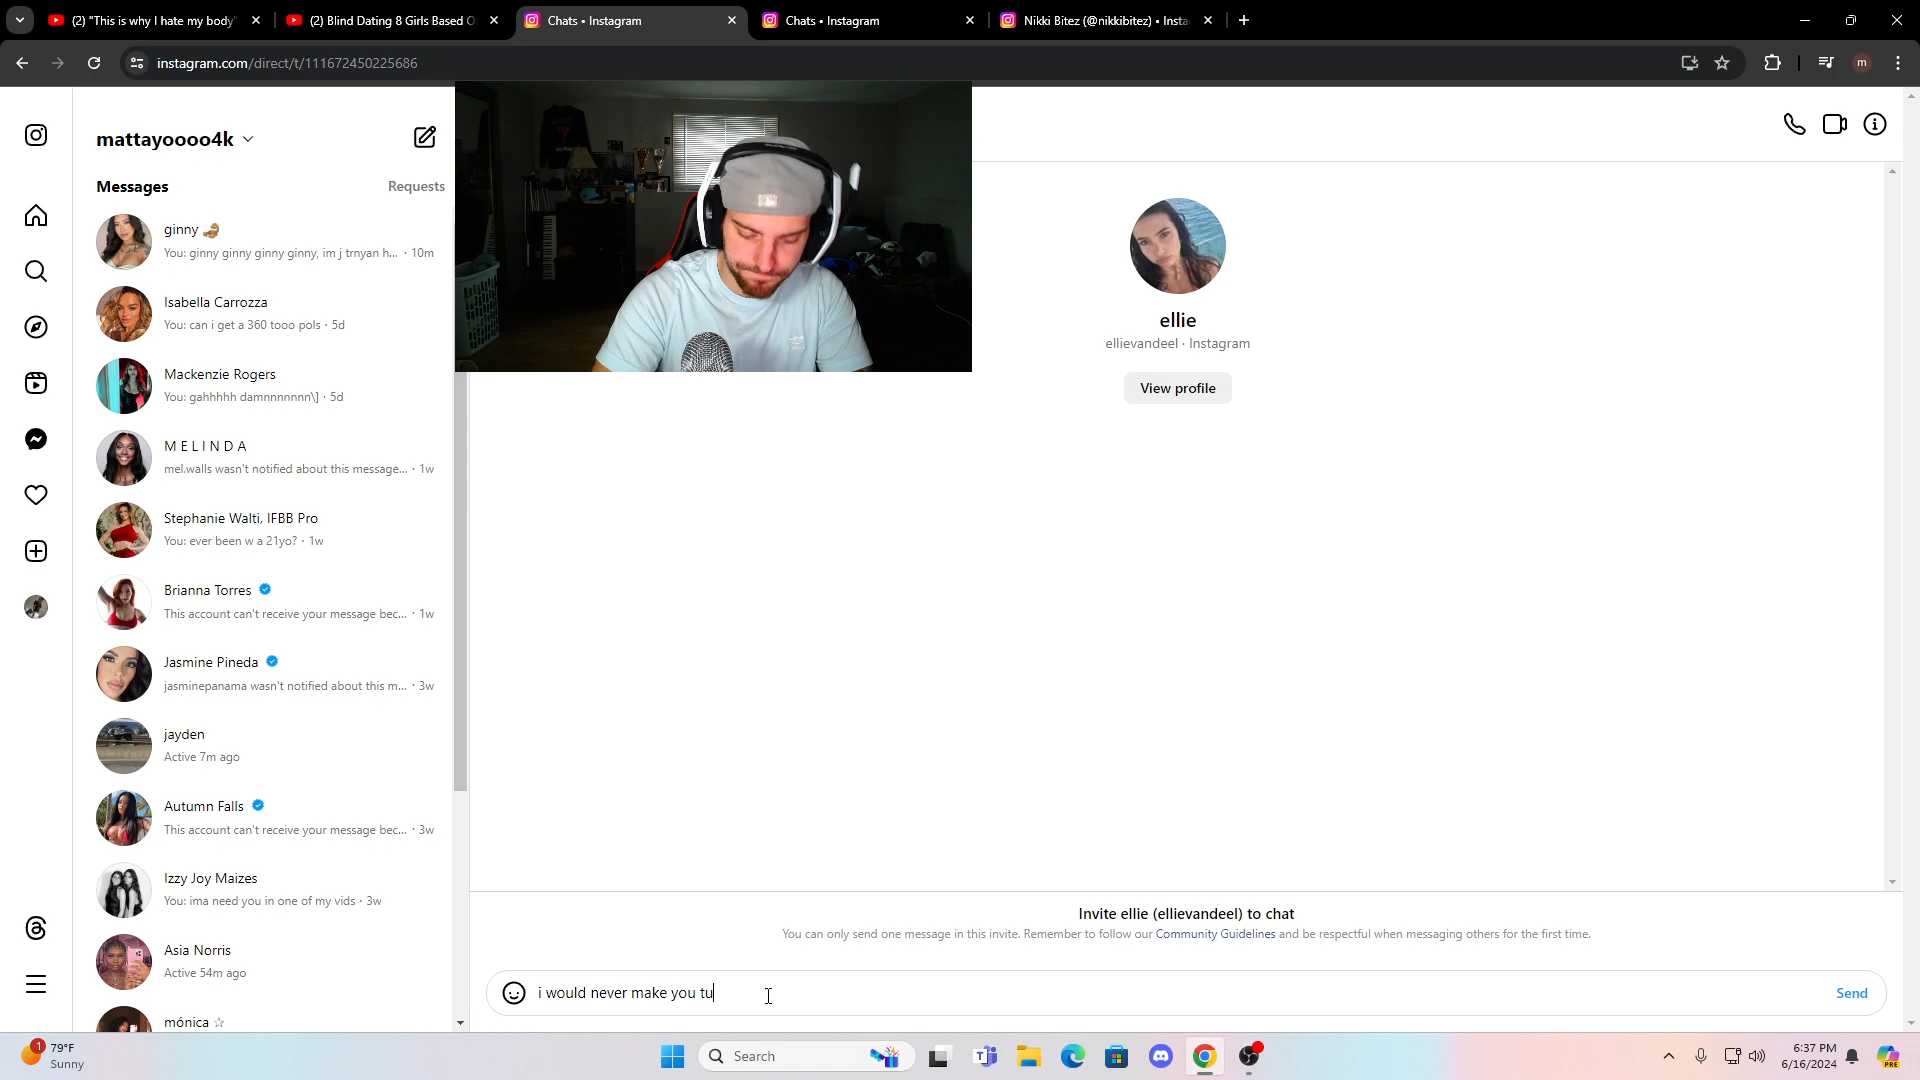 (2) "This is why I hate my body"
(2) Blind Dating 8 Girls Based O
Chats • Instagram
Chats • Instagram
Nikki Bitez (@nikkibitez) • Insta
instagram.com/direct/t/111672450225686
m
mattayoooo4k
Messages
Requests
ginny
You: ginny ginny ginny ginny, im j trnyan h... · 10m
Isabella Carrozza
You: can i get a 360 tooo pols · 5d
Mackenzie Rogers
You: gahhhhh damnnnnnnn\] · 5d
M E L I N D A
mel.walls wasn't notified about this message... · 1w
Stephanie Walti, IFBB Pro
You: ever been w a 21yo? · 1w
Brianna Torres
This account can't receive your message bec... · 1w
Jasmine Pineda
jasminepanama wasn't notified about this m... · 3w
jayden
Active 7m ago
Autumn Falls
This account can't receive your message bec... · 3w
Izzy Joy Maizes
You: ima need you in one of my vids · 3w
Asia Norris
Active 54m ago
mónica ☆
ellie
ellievandeel · Instagram
View profile
Invite ellie (ellievandeel) to chat
You can only send one message in this invite. Remember to follow our Community Guidelines and be respectful when messaging others for the first time.
i would never make you tu
Send
1
79°F
Sunny
Search
6:37 PM
6/16/2024
PRE